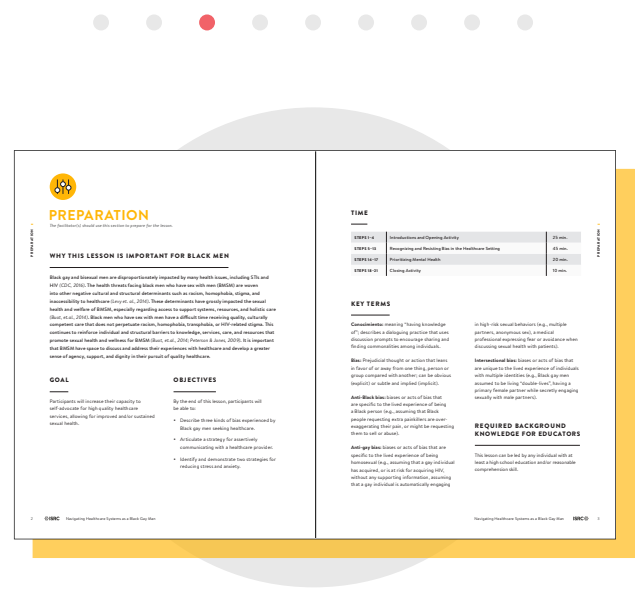 PREPARATION
PREPARATION
The facilitator(s) should use this section to prepare for the lesson.
WHY THIS LESSON IS IMPORTANT FOR BLACK MEN
Black gay and bisexual men are disproportionately impacted by many health issues, including STIs and
HIV (CDC, 2016). The health threats facing black men who have sex with men (BMSM) are woven
into other negative cultural and structural determinants such as racism, homophobia, stigma, and
inaccessibility to healthcare (Levy et. al., 2014). These determinants have grossly impacted the sexual
health and welfare of BMSM, especially regarding access to support systems, resources, and holistic care
(Bust, et al., 2014). Black men who have sex with men have a difficult time receiving quality, culturally
competent care that does not perpetuate racism, homophobia, transphobia, or HIV-related stigma. This
continues to reinforce individual and structural barriers to knowledge, services, care, and resources that
promote sexual health and wellness for BMSM (Bust, et al., 2014; Peterson & Jones, 2009). It is important
that BMSM have space to discuss and address their experiences with healthcare and develop a greater
sense of agency, support, and dignity in their pursuit of quality healthcare.
GOAL
Participants will increase their capacity to
self-advocate for high quality healthcare
services, allowing for improved and/or sustained
sexual health.
OBJECTIVES
By the end of this lesson, participants will
be able to:
• Describe three kinds of bias experienced by
Black gay men seeking healthcare.
• Articulate a strategy for assertively
communicating with a healthcare provider.
• Identify and demonstrate two strategies for
reducing stress and anxiety.
2 ISRC Navigating Healthcare Systems as a Black Gay Man
TIME
STEPS 1-4 Introductions and Opening Activity 25 min.
STEPS 5-15 Recognizing and Resisting Bias in the Healthcare Setting 45 min.
STEPS 16-17 Prioritizing Mental Health 20 min.
STEPS 18-21 Closing Activity 10 min.
KEY TERMS
Conocimiento: meaning "having knowledge
of"; describes a dialoguing practice that uses
discussion prompts to encourage sharing and
finding commonalities among individuals.
Bias: Prejudicial thought or action that leans
in favor of or away from one thing, person or
group compared with another; can be obvious
(explicit) or subtle and implied (implicit).
Anti-Black bias: biases or acts of bias that
are specific to the lived experience of being
a Black person (e.g., assuming that Black
people requesting extra painkillers are over-
exaggerating their pain, or might be requesting
them to sell or abuse).
Anti-gay bias: biases or acts of bias that are
specific to the lived experience of being
homosexual (e.g., assuming that a gay individual
has acquired, or is at risk for acquiring HIV,
without any supporting information, assuming
that a gay individual is automatically engaging
in high-risk sexual behaviors (e.g., multiple
partners, anonymous sex), a medical
professional expressing fear or avoidance when
discussing sexual health with patients).
Intersectional bias: biases or acts of bias that
are unique to the lived experience of individuals
with multiple identities (e.g., Black gay men
assumed to be living "double-lives", having a
primary female partner while secretly engaging
sexually with male partners).
REQUIRED BACKGROUND
KNOWLEDGE FOR EDUCATORS
This lesson can be led by any individual with at
least a high school education and/or reasonable
comprehension skill.
PREPARATION
Navigating Healthcare Systems as a Black Gay Man ISRC 3